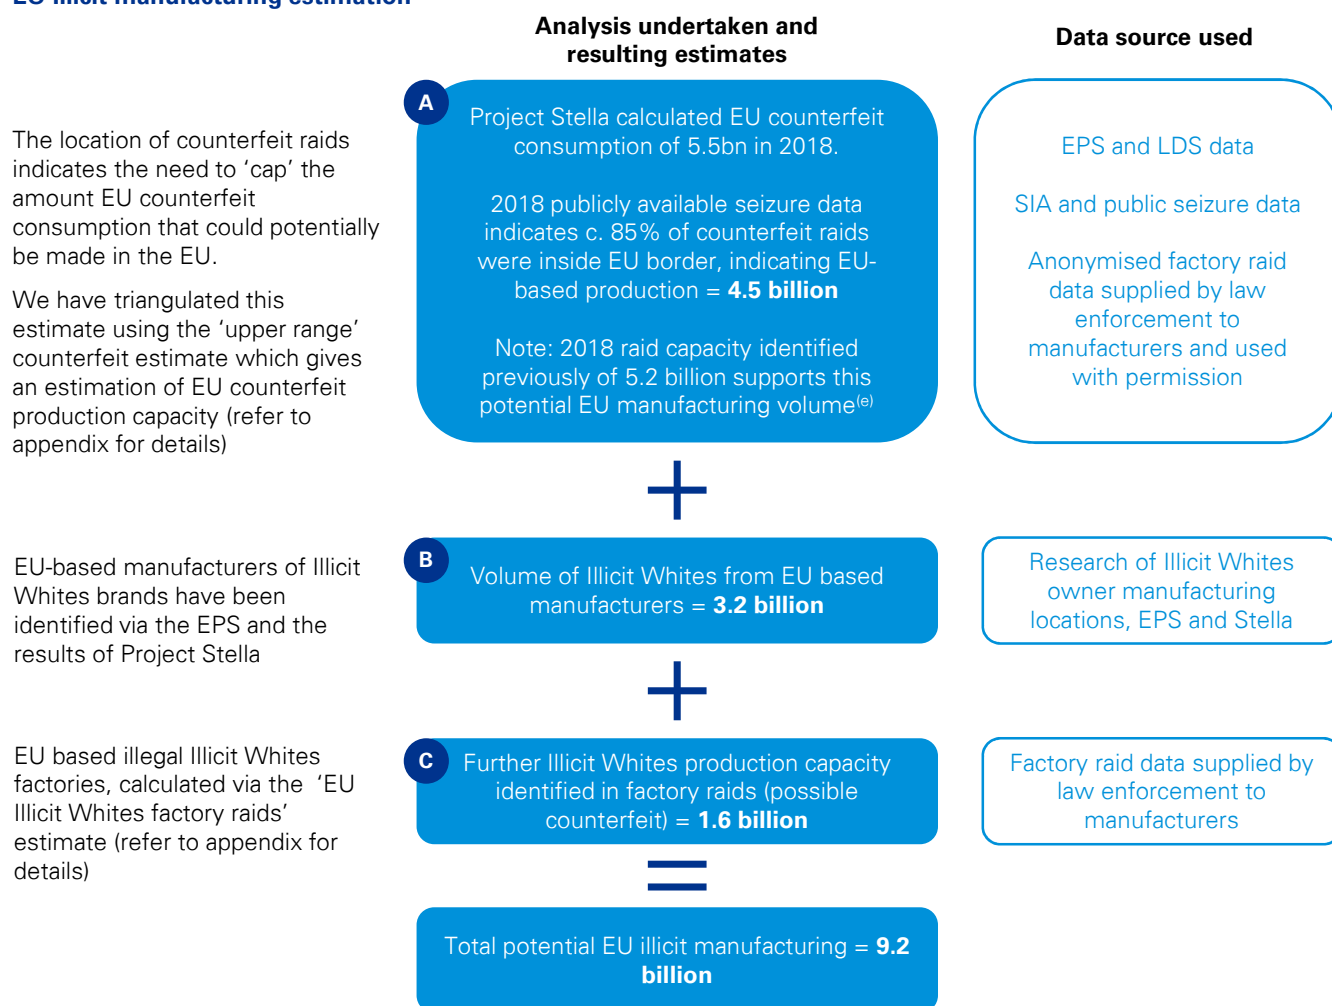 EU illicit manufacturing estimation
Analysis undertaken and
resulting estimates
Data source used
The location of counterfeit raids
indicates the need to ‘cap’ the
amount EU counterfeit
consumption that could potentially
be made in the EU.
We have triangulated this
estimate using the ‘upper range’
counterfeit estimate which gives
an estimation of EU counterfeit
production capacity (refer to
appendix for details)
A
Project Stella calculated EU counterfeit
consumption of 5.5bn in 2018.
2018 publicly available seizure data
indicates c. 85% of counterfeit raids
were inside EU border, indicating EU-
based production = 4.5 billion
Note: 2018 raid capacity identified
previously of 5.2 billion supports this
potential EU manufacturing volume(e)
EPS and LDS data
SIA and public seizure data
Anonymised factory raid
data supplied by law
enforcement to
manufacturers and used
with permission
+
EU-based manufacturers of Illicit
Whites brands have been
identified via the EPS and the
results of Project Stella
B
Volume of Illicit Whites from EU based
manufacturers = 3.2 billion
Research of Illicit Whites
owner manufacturing
locations, EPS and Stella
+
EU based illegal Illicit Whites
factories, calculated via the ‘EU
Illicit Whites factory raids’
estimate (refer to appendix for
details)
C
Further Illicit Whites production capacity
identified in factory raids (possible
counterfeit) = 1.6 billion
Factory raid data supplied by
law enforcement to
manufacturers
=
Total potential EU illicit manufacturing = 9.2
billion